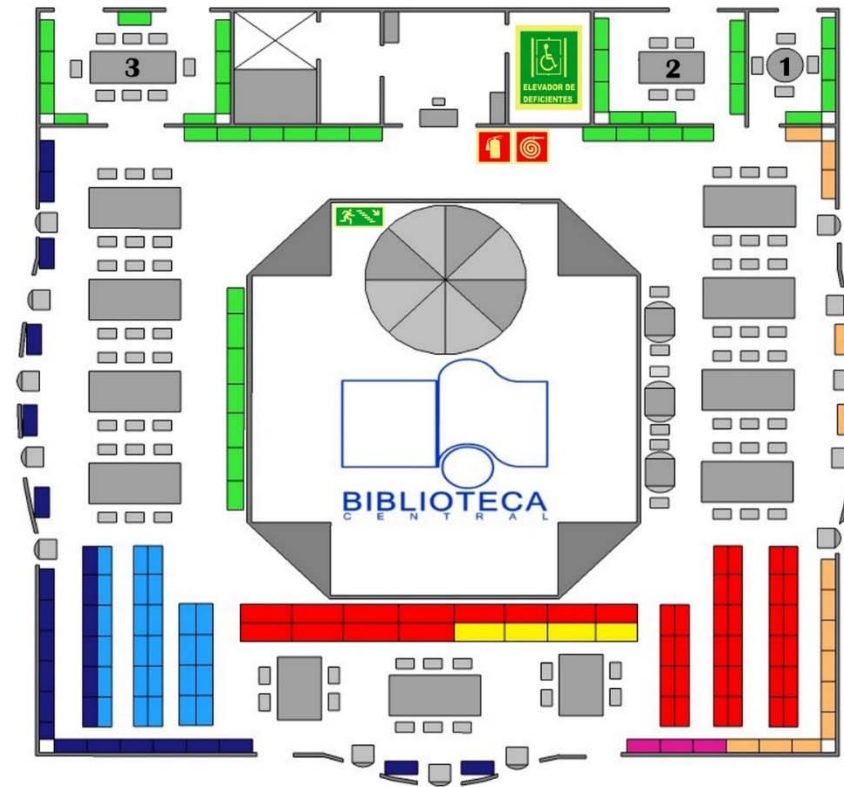 3
2
1
ELEVADOR DE
DEFICIENTES
BIBLIOTECA
CENTRAL